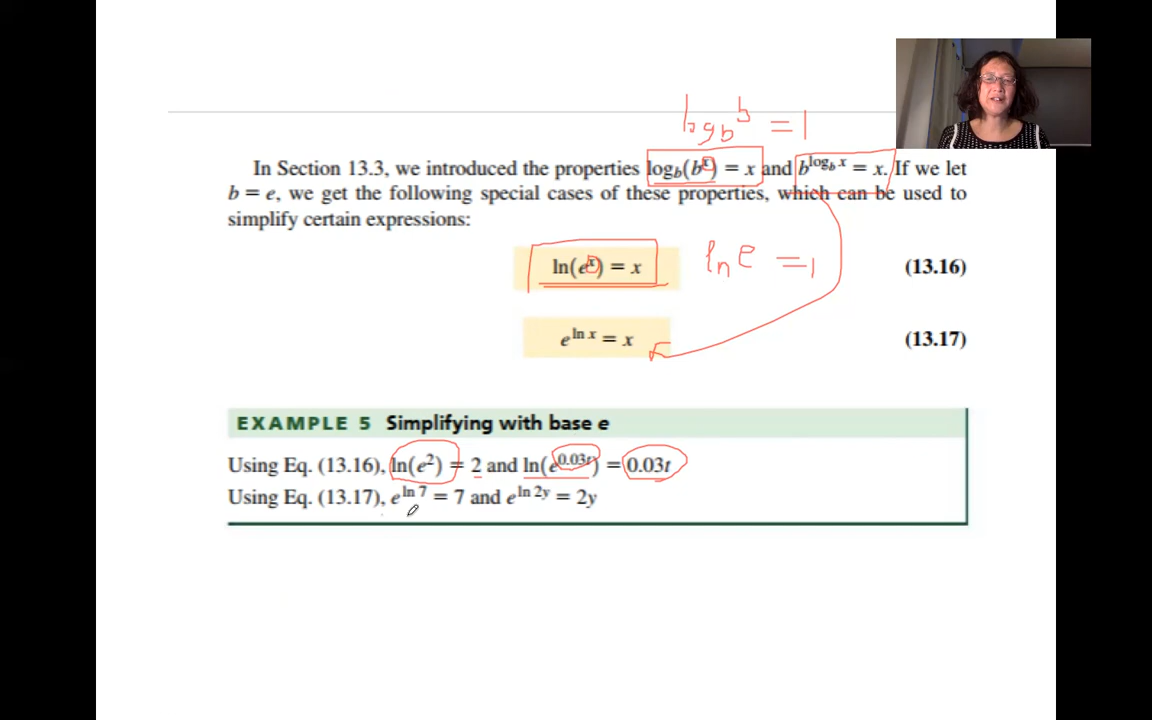 log_b b = 1
In Section 13.3, we introduced the properties log_b(b^x) = x and b^(log_b x) = x. If we let
b = e, we get the following special cases of these properties, which can be used to
simplify certain expressions:
ln(e^x) = x (13.16)
ln e = 1
e^(ln x) = x (13.17)
EXAMPLE 5 Simplifying with base e
Using Eq. (13.16), ln(e^2) = 2 and ln(e^(0.03t)) = 0.03t
Using Eq. (13.17), e^(ln 7) = 7 and e^(ln 2y) = 2y